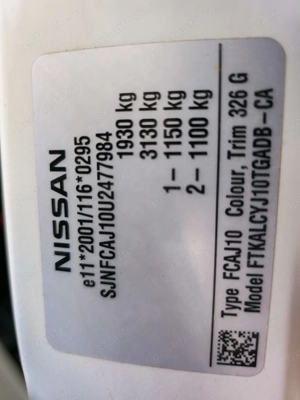 NISSAN
e11*2001/116*0295
SJNFCAJ10U2477984
1930 kg
3130 kg
1- 1150 kg
2- 1100 kg
Type FCAJ10 Colour, Trim 326 G
Model FTKALCYJ10TGADB-CA